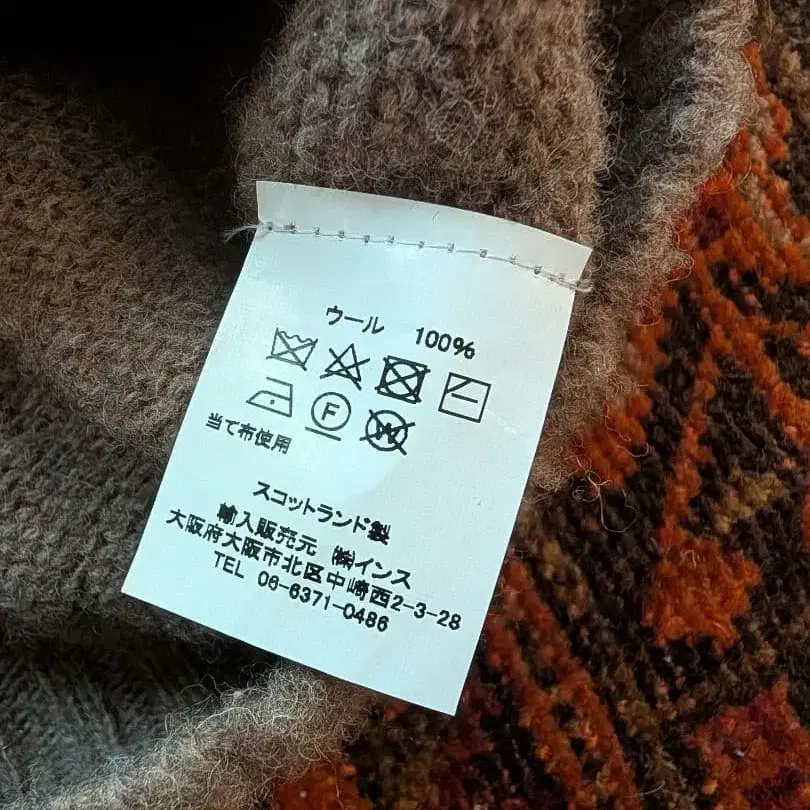 ウール 100%
F W
当て布使用
スコットランド製
輸入販売元 ㈱インス
大阪府大阪市北区中崎西2-3-28
TEL 06-6371-0486